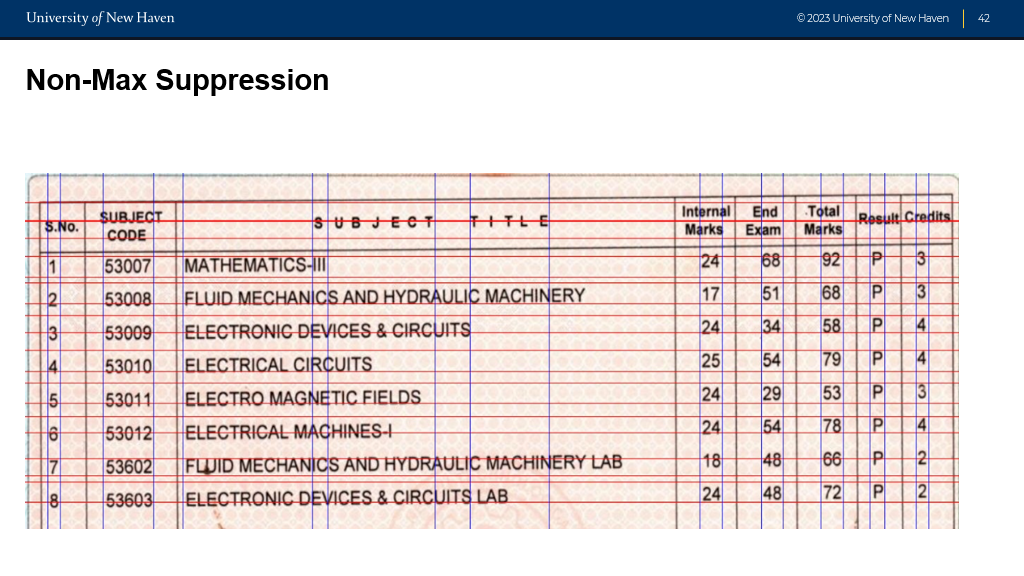 University of New Haven
© 2023 University of New Haven
42
Non-Max Suppression
S.No. SUBJECT CODE SUBJECT TITLE Internal Marks End Exam Total Marks Result Credits
1 53007 MATHEMATICS-III 24 68 92 P 3
2 53008 FLUID MECHANICS AND HYDRAULIC MACHINERY 17 51 68 P 3
3 53009 ELECTRONIC DEVICES & CIRCUITS 24 34 58 P 4
4 53010 ELECTRICAL CIRCUITS 25 54 79 P 4
5 53011 ELECTRO MAGNETIC FIELDS 24 29 53 P 3
6 53012 ELECTRICAL MACHINES-I 24 54 78 P 4
7 53602 FLUID MECHANICS AND HYDRAULIC MACHINERY LAB 18 48 66 P 2
8 53603 ELECTRONIC DEVICES & CIRCUITS LAB 24 48 72 P 2